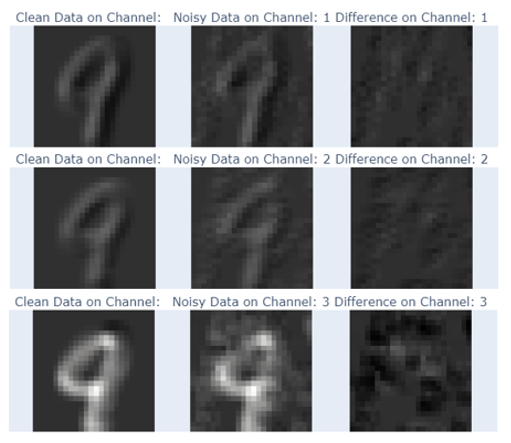 Clean Data on Channel: Noisy Data on Channel: 1 Difference on Channel: 1
Clean Data on Channel: Noisy Data on Channel: 2 Difference on Channel: 2
Clean Data on Channel: Noisy Data on Channel: 3 Difference on Channel: 3